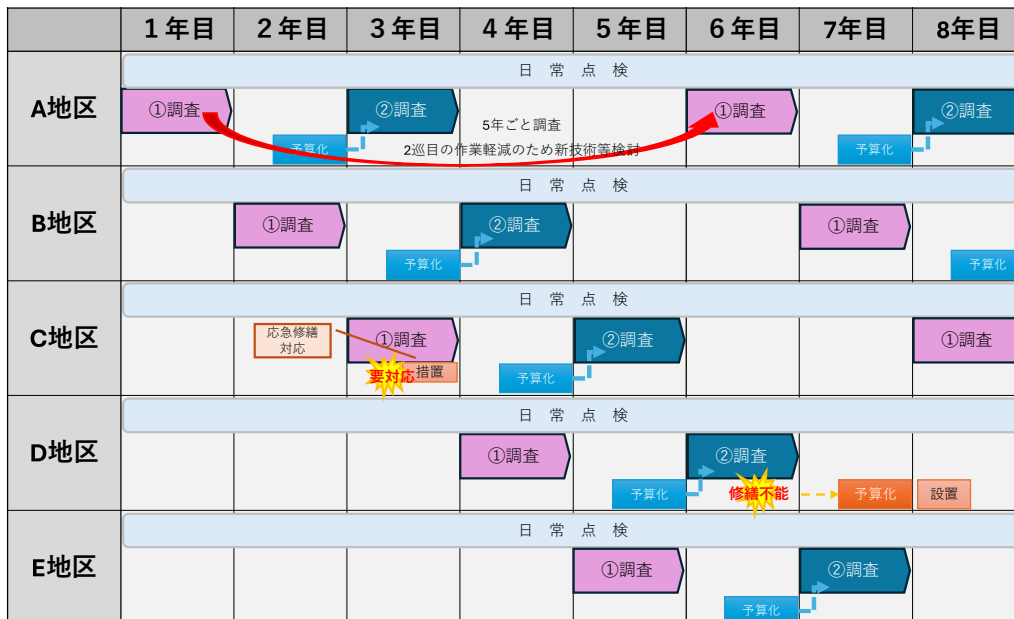 １年目 ２年目 ３年目 ４年目 ５年目 ６年目 7年目 8年目
A地区
日 常 点 検
①調査 ②調査 ①調査 ②調査
5年ごと調査
予算化 2巡目の作業軽減のため新技術等検討 予算化
B地区
日 常 点 検
①調査 ②調査 ①調査
予算化 予算化
C地区
日 常 点 検
応急修繕
対応
①調査 ②調査 ①調査
要対応 措置 予算化
D地区
日 常 点 検
①調査 ②調査
予算化 修繕不能 予算化 設置
E地区
日 常 点 検
①調査 ②調査
予算化